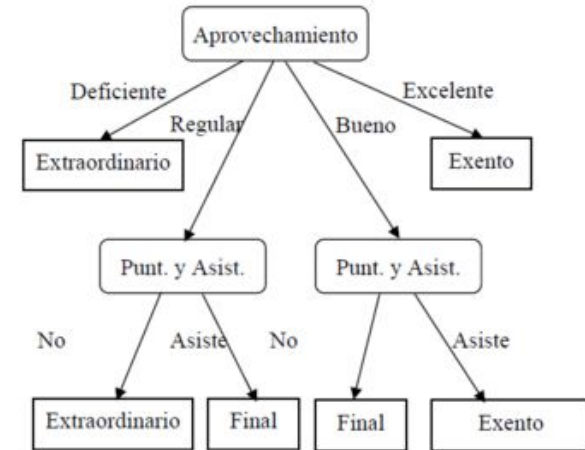 Aprovechamiento
Deficiente
Excelente
Regular
Bueno
Extraordinario
Exento
Punt. y Asist.
Punt. y Asist.
No
Asiste
No
Asiste
Extraordinario
Final
Final
Exento